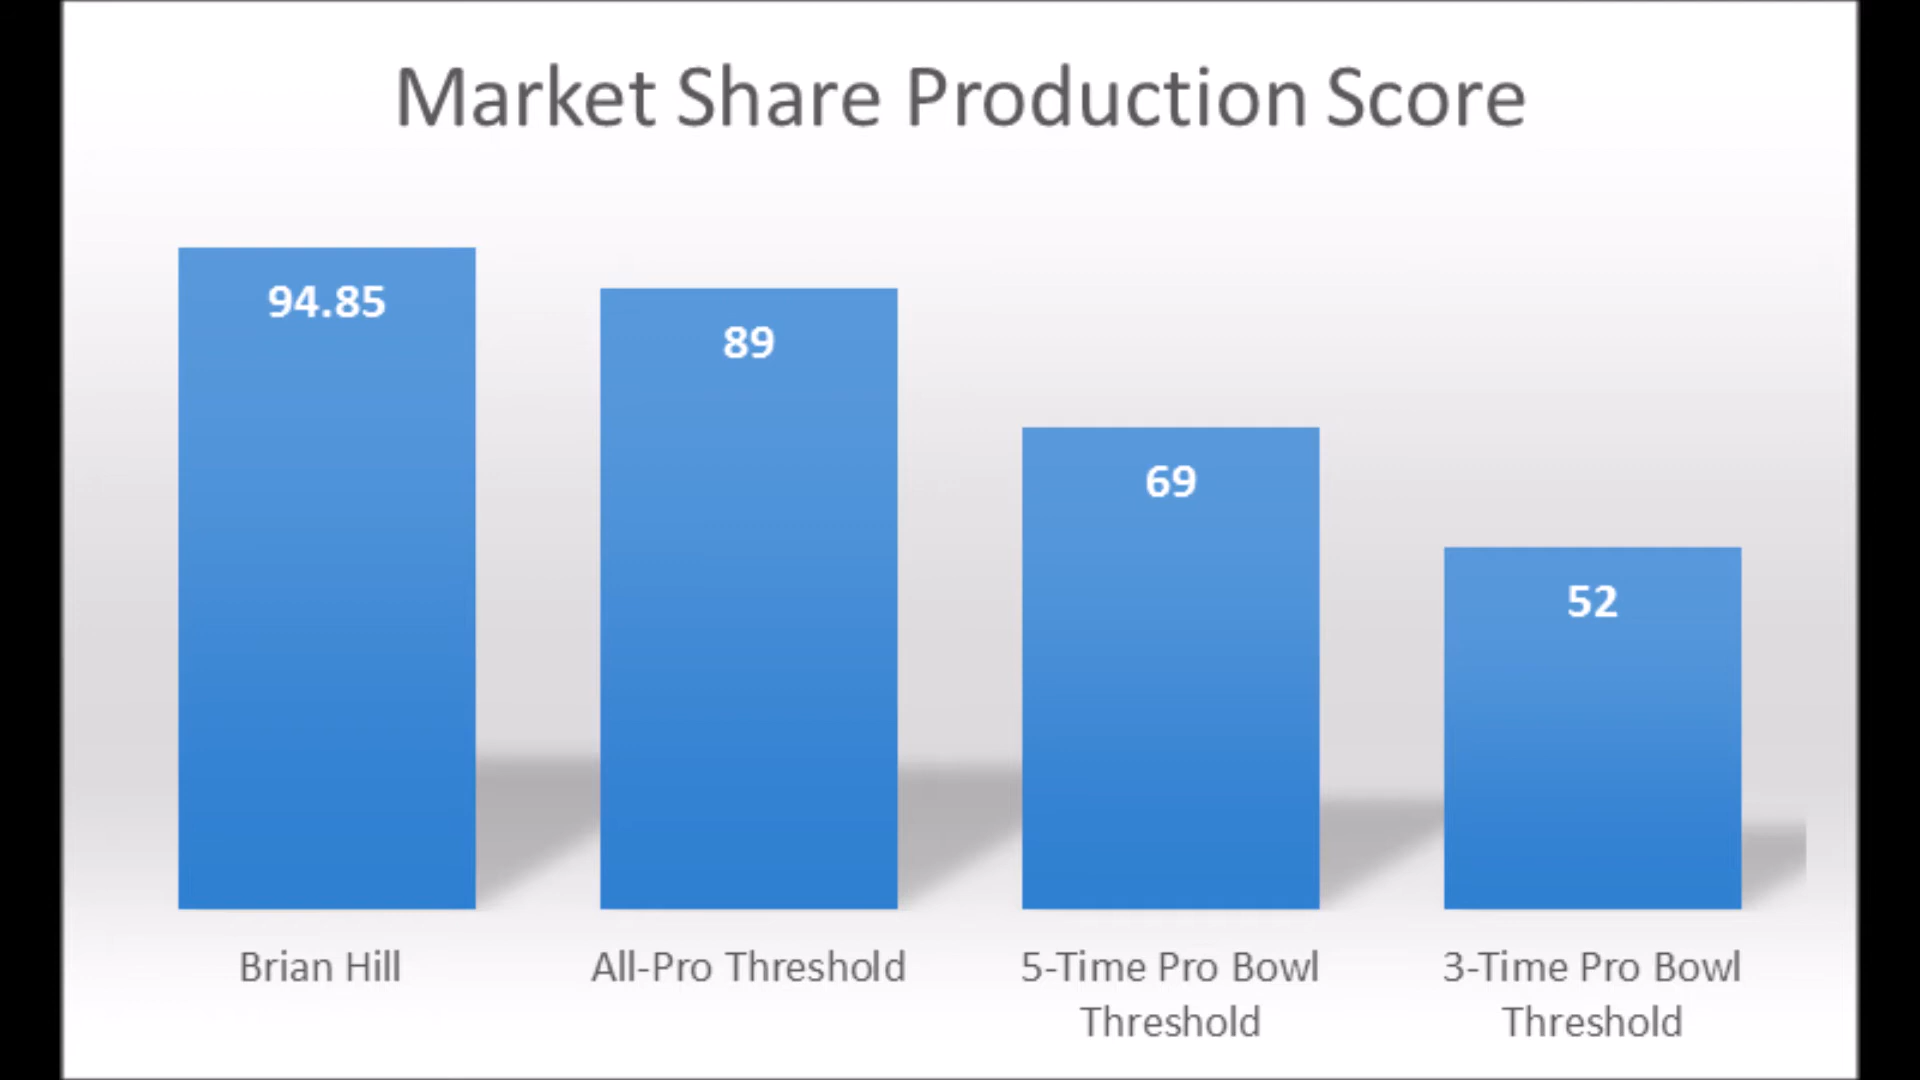 Market Share Production Score
94.85
89
69
52
Brian Hill
All-Pro Threshold
5-Time Pro Bowl
Threshold
3-Time Pro Bowl
Threshold